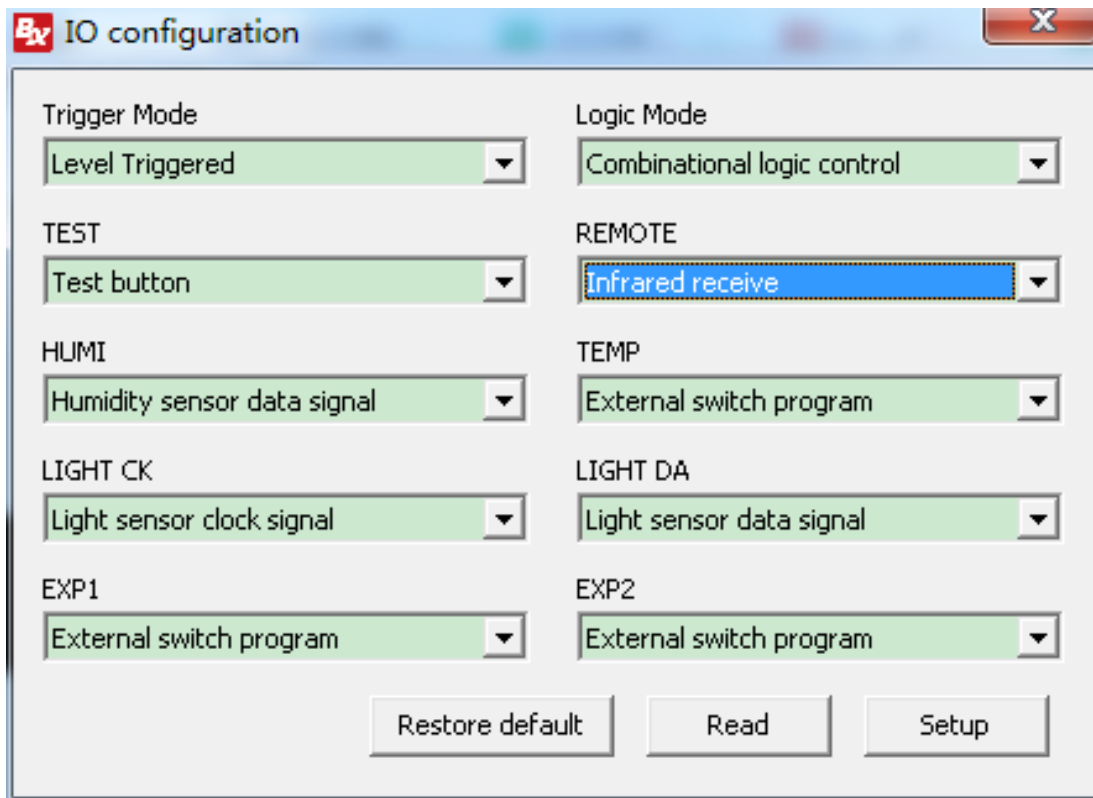 BX IO configuration
Trigger Mode
Logic Mode
Level Triggered
Combinational logic control
TEST
REMOTE
Test button
Infrared receive
HUMI
TEMP
Humidity sensor data signal
External switch program
LIGHT CK
LIGHT DA
Light sensor clock signal
Light sensor data signal
EXP1
EXP2
External switch program
External switch program
Restore default
Read
Setup